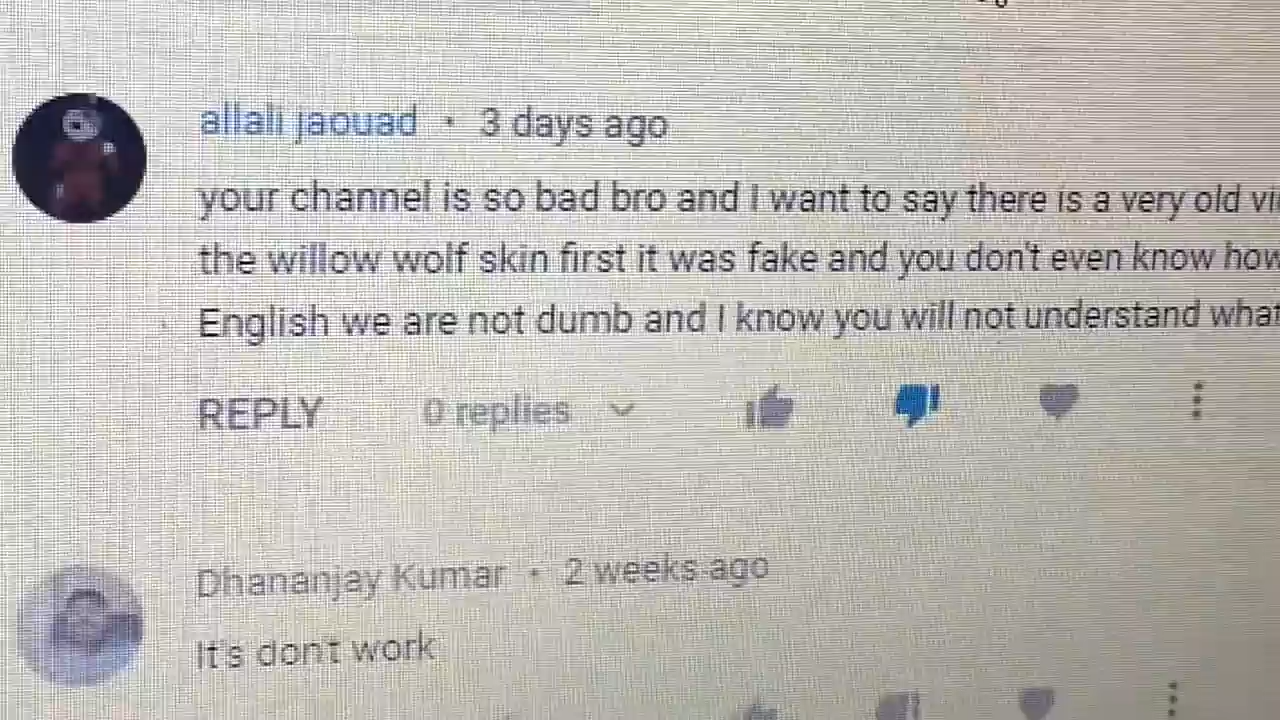 allali jaouad · 3 days ago
your channel is so bad bro and I want to say there is a very old vi
the willow wolf skin first it was fake and you don't even know how
English we are not dumb and I know you will not understand what
REPLY 0 replies
Dhananjay Kumar · 2 weeks ago
It's dont work